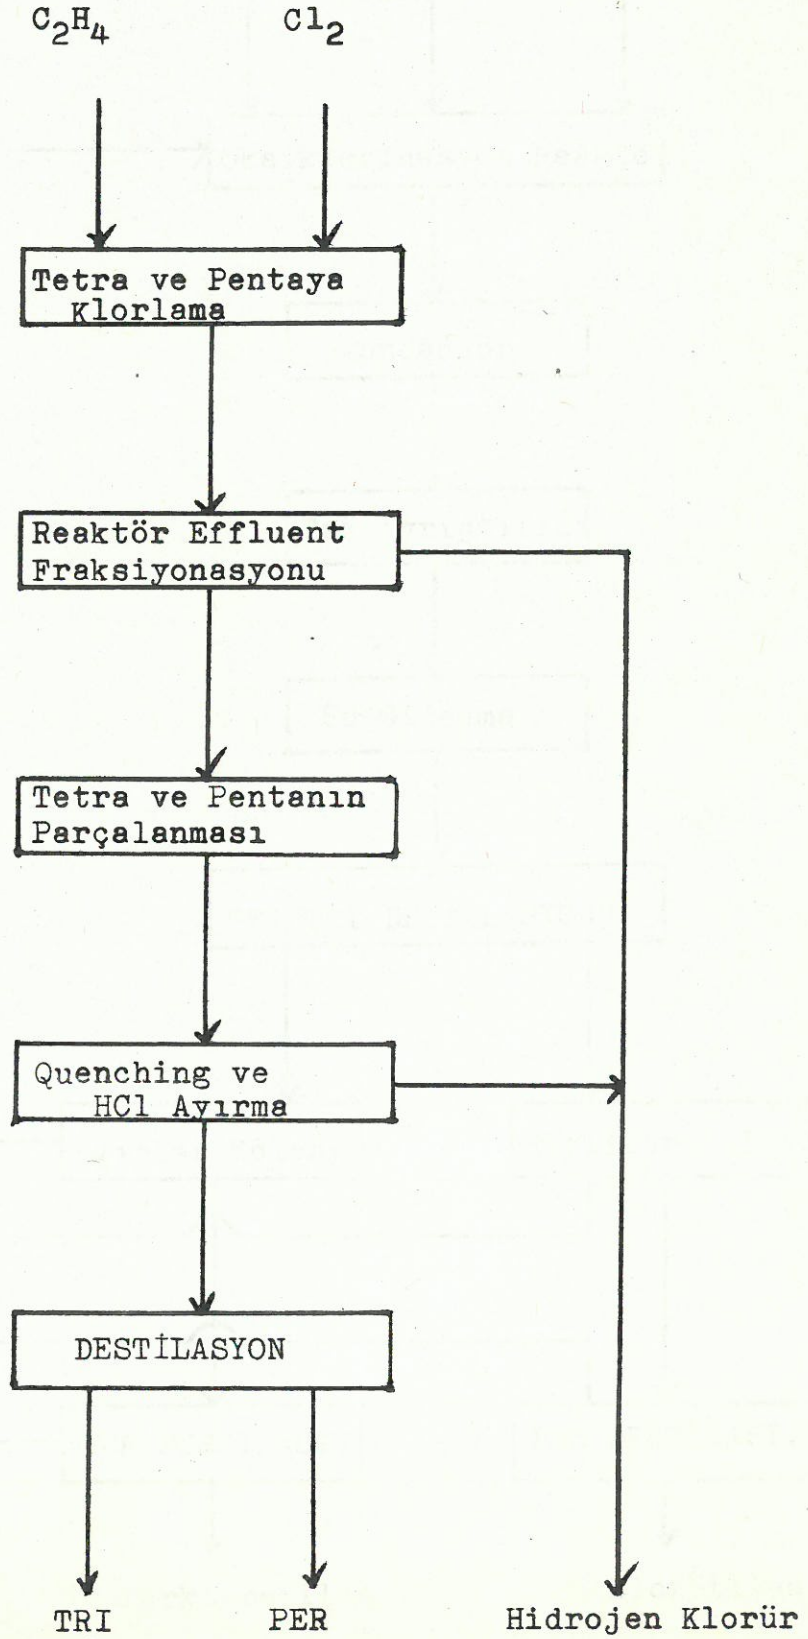 C₂H₄ Cl₂
Tetra ve Pentaya
Klorlama
Reaktör Effluent
Fraksiyonasyonu
Tetra ve Pentanın
Parçalanması
Quenching ve
HCl Ayırma
DESTİLASYON
TRI PER Hidrojen Klorür